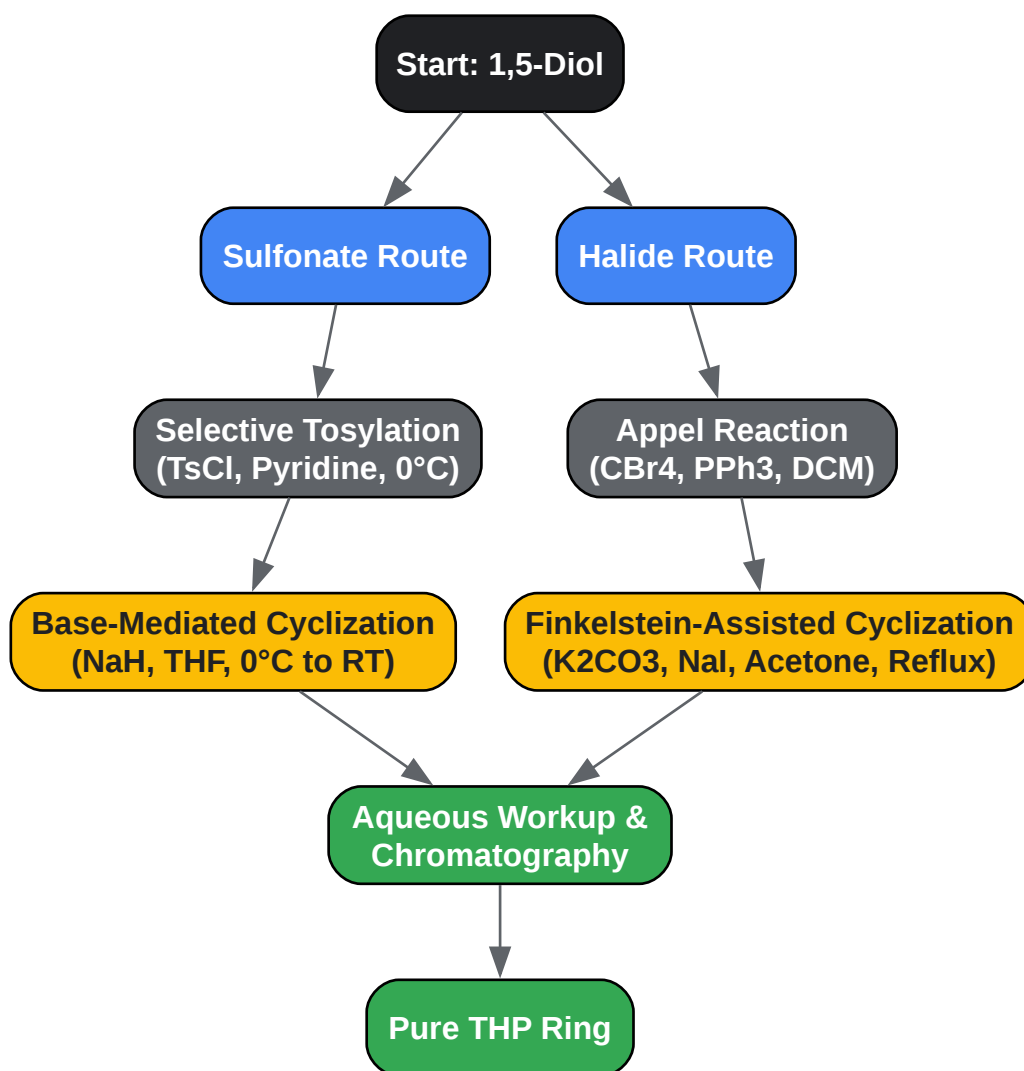 Start: 1,5-Diol
Sulfonate Route
Halide Route
Selective Tosylation
(TsCl, Pyridine, 0°C)
Appel Reaction
(CBr4, PPh3, DCM)
Base-Mediated Cyclization
(NaH, THF, 0°C to RT)
Finkelstein-Assisted Cyclization
(K2CO3, NaI, Acetone, Reflux)
Aqueous Workup &
Chromatography
Pure THP Ring